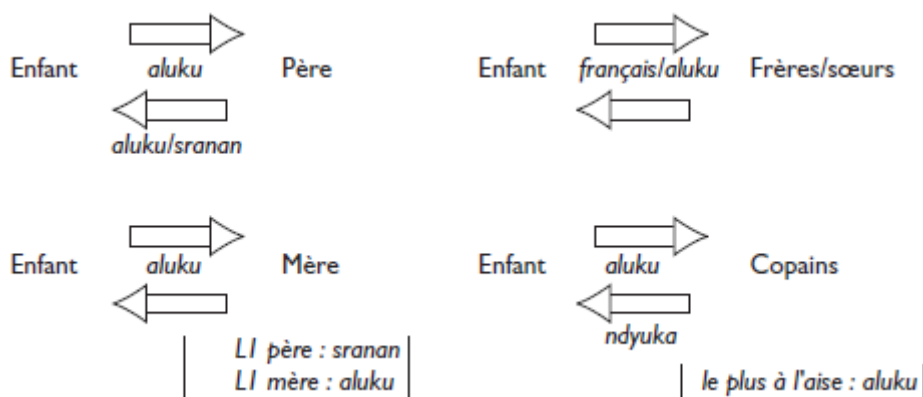 Enfant aluku Père
aluku/sranan
Enfant français/aluku Frères/sœurs
Enfant aluku Mère
L1 père : sranan
L1 mère : aluku
Enfant aluku Copains
ndyuka
le plus à l'aise : aluku